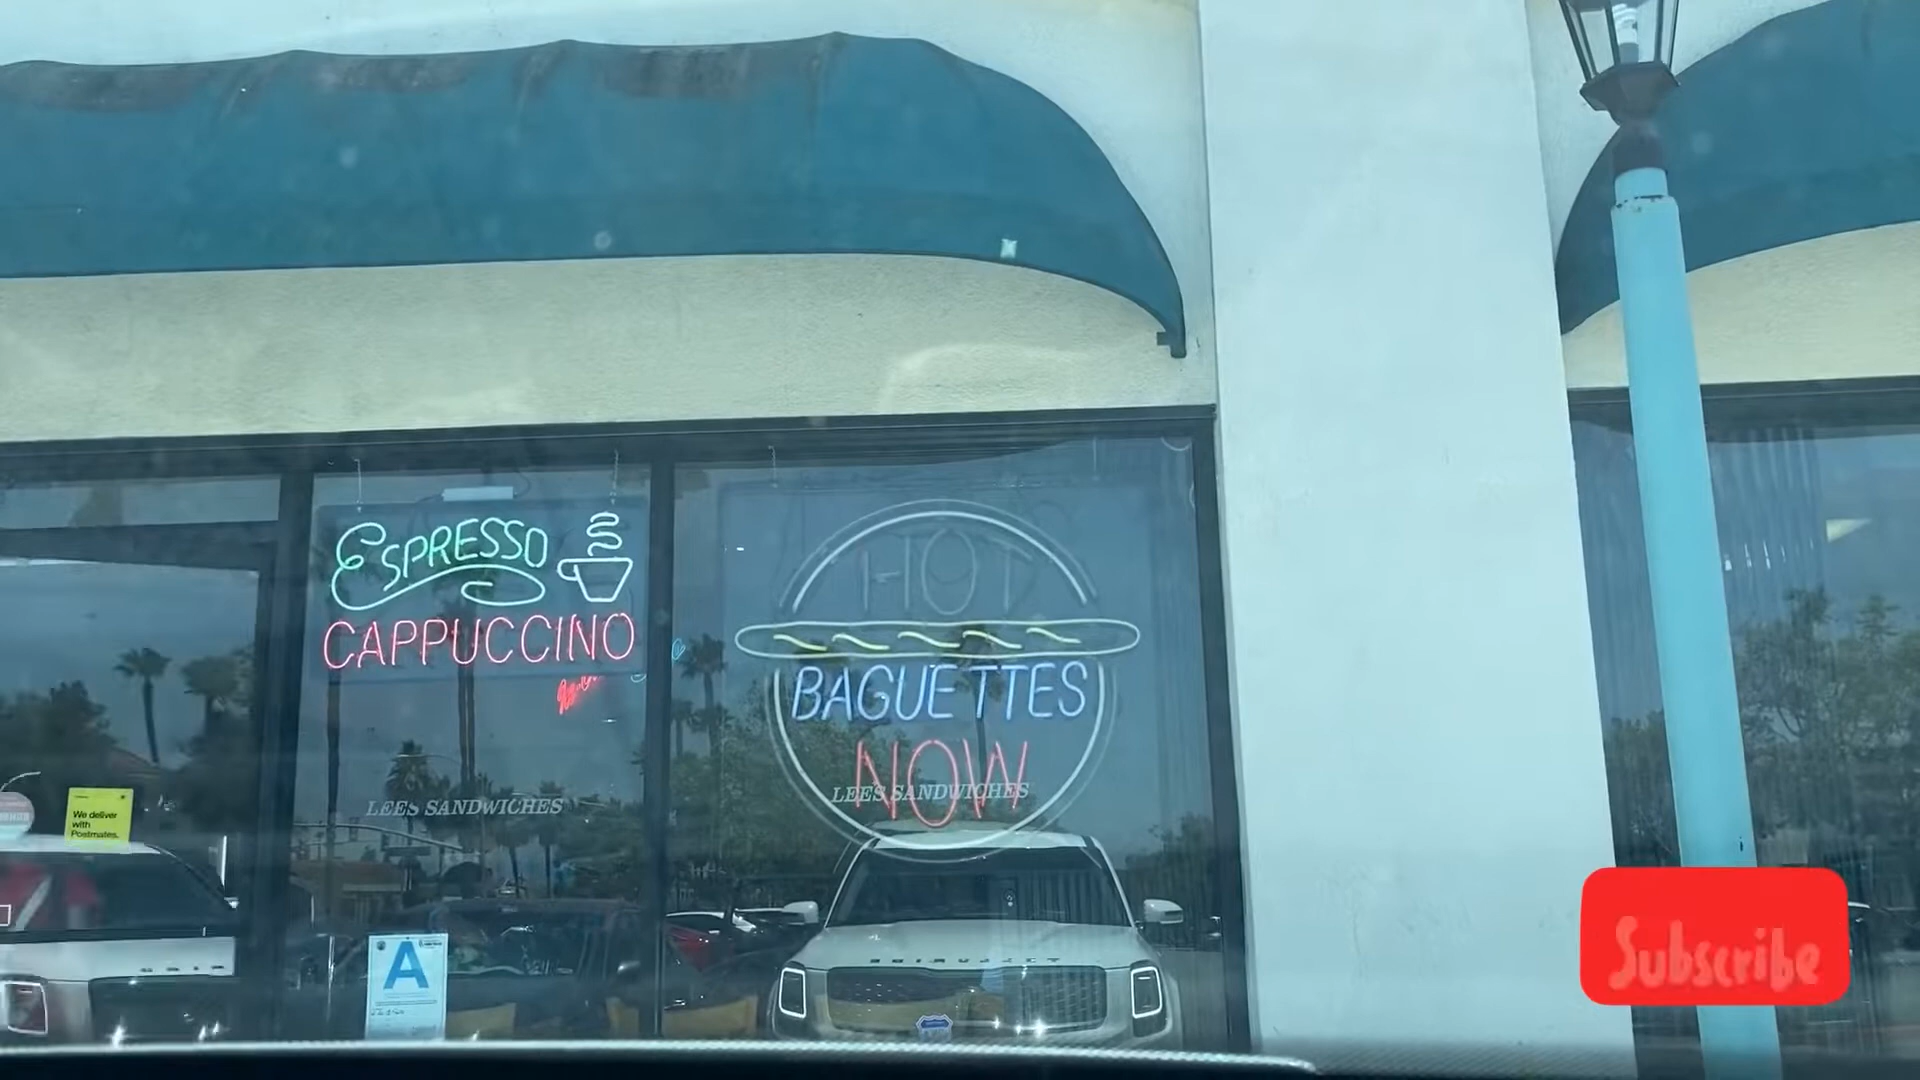 ESPRESSO
CAPPUCCINO
HOT
BAGUETTES
NOW
LEES SANDWICHES
LEES SANDWICHES
We deliver
with
Postmates.
A
Subscribe